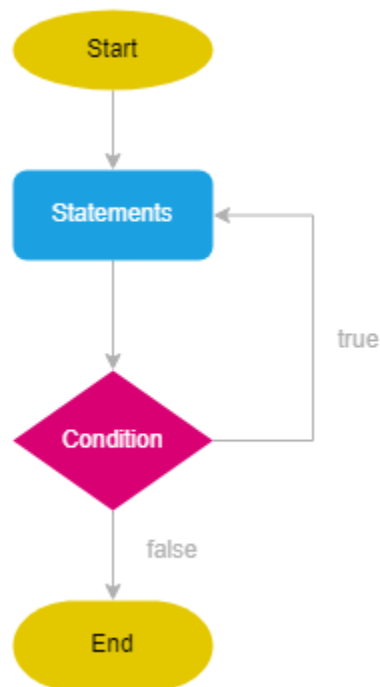 Start
Statements
true
Condition
false
End